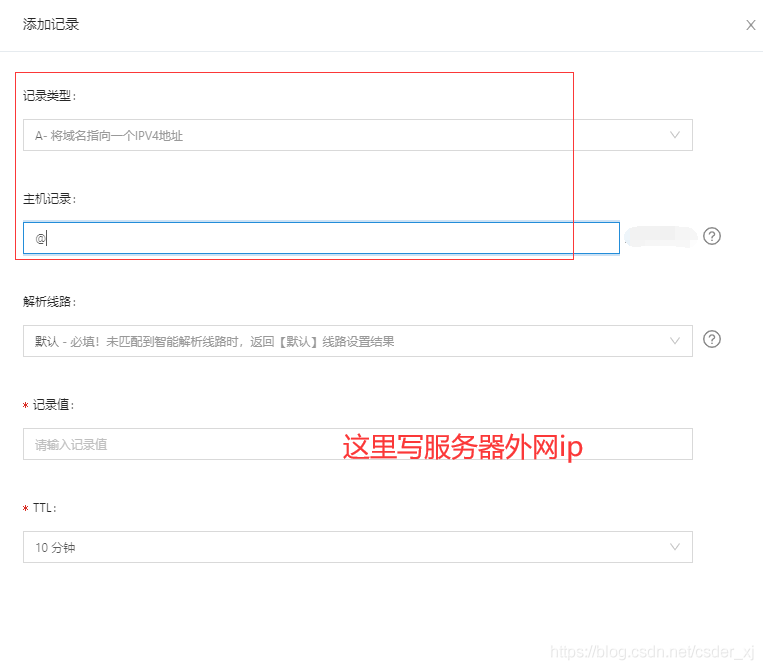 添加记录
记录类型：
A- 将域名指向一个IPV4地址
主机记录：
@
解析线路：
默认 - 必填！未匹配到智能解析线路时，返回【默认】线路设置结果
* 记录值：
请输入记录值
这里写服务器外网ip
* TTL：
10 分钟
https://blog.csdn.net/csder_xj